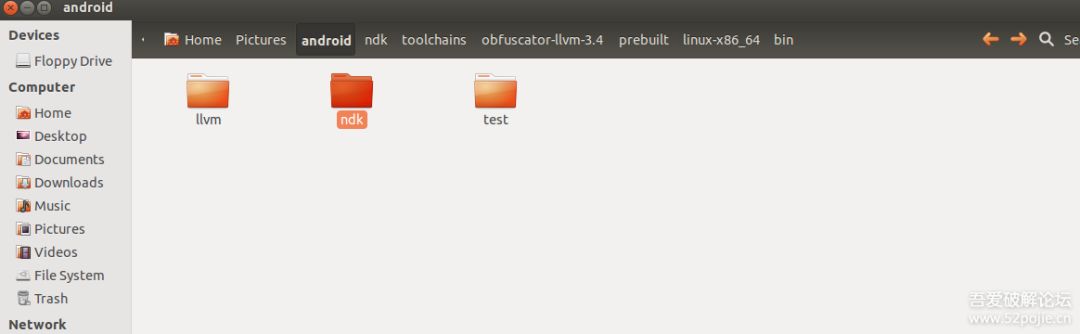 android
Devices
Floppy Drive
Computer
Home
Desktop
Documents
Downloads
Music
Pictures
Videos
File System
Trash
Network
Home Pictures android ndk toolchains obfuscator-llvm-3.4 prebuilt linux-x86_64 bin Se
llvm ndk test
吾爱破解论坛
www.52pojie.cn